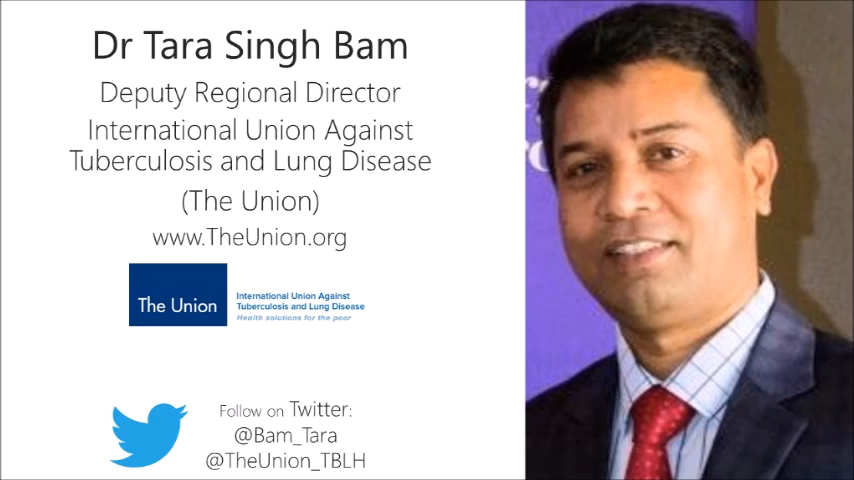 Dr Tara Singh Bam
Deputy Regional Director
International Union Against
Tuberculosis and Lung Disease
(The Union)
www.TheUnion.org
The Union
International Union Against
Tuberculosis and Lung Disease
Health solutions for the poor
Follow on Twitter:
@Bam_Tara
@TheUnion_TBLH